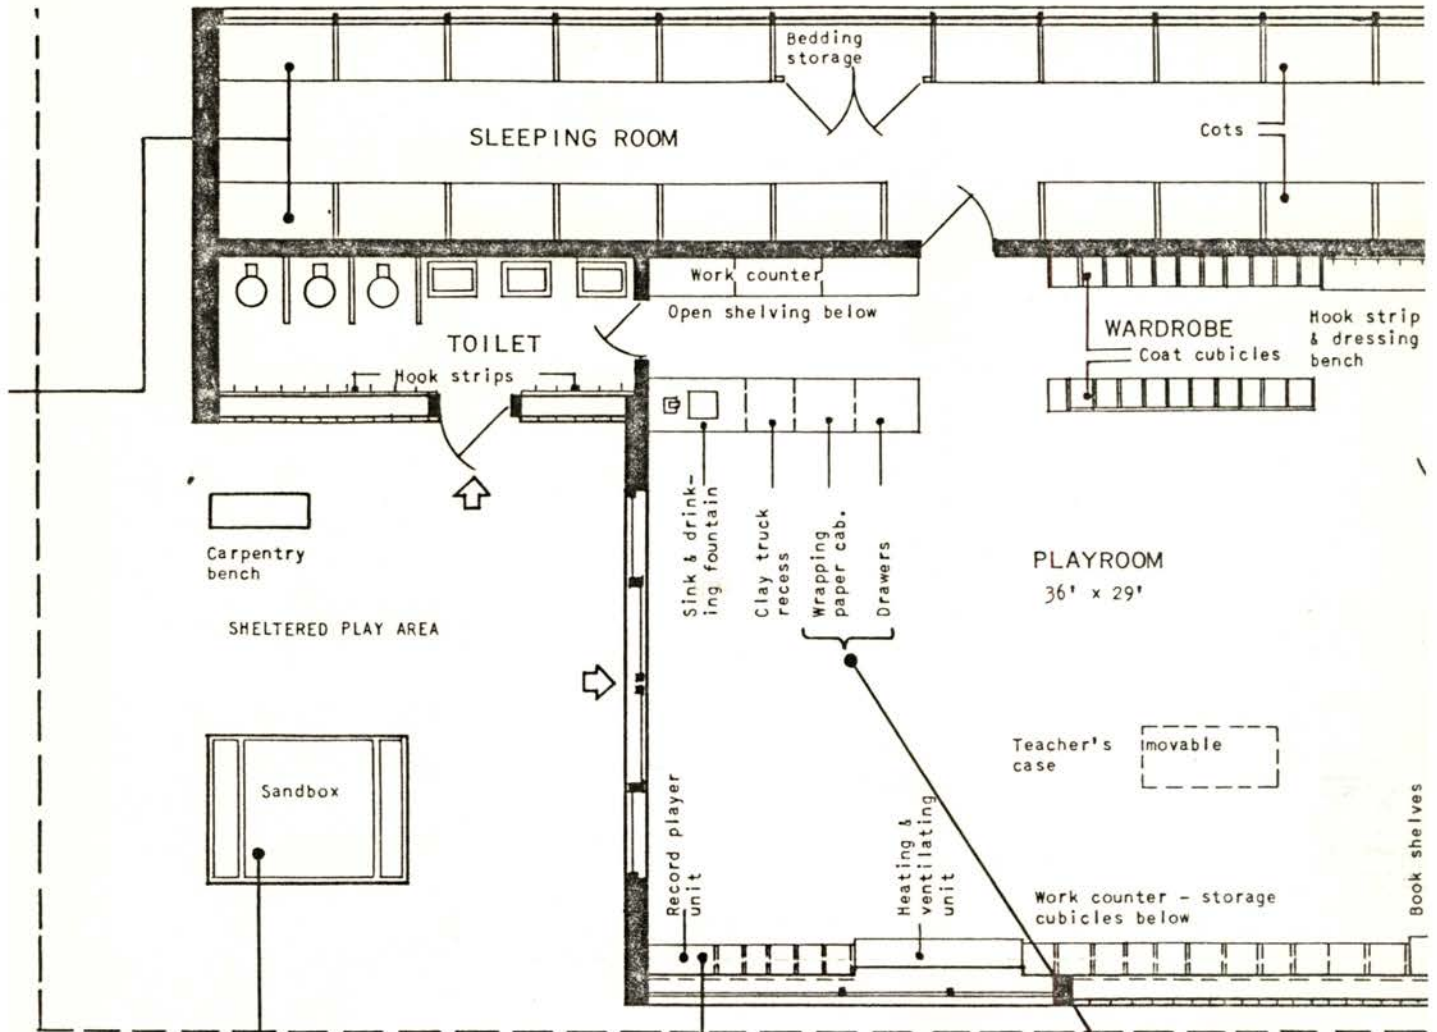 Bedding
storage
SLEEPING ROOM
Cots
Work counter
Open shelving below
TOILET
Hook strips
WARDROBE
Coat cubicles
Hook strip
& dressing
bench
Carpentry
bench
Sink & drink-
ing fountain
Clay truck
recess
Wrapping
paper cab.
Drawers
PLAYROOM
36' x 29'
SHELTERED PLAY AREA
Teacher's
case
movable
Sandbox
Record player
unit
Heating &
ventilating
unit
Work counter - storage
cubicles below
Book shelves